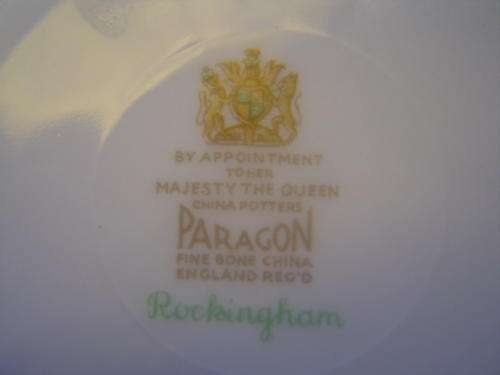 BY APPOINTMENT
TO HER
MAJESTY THE QUEEN
CHINA POTTERS
PARAGON
FINE BONE CHINA
ENGLAND REG'D
Rockingham